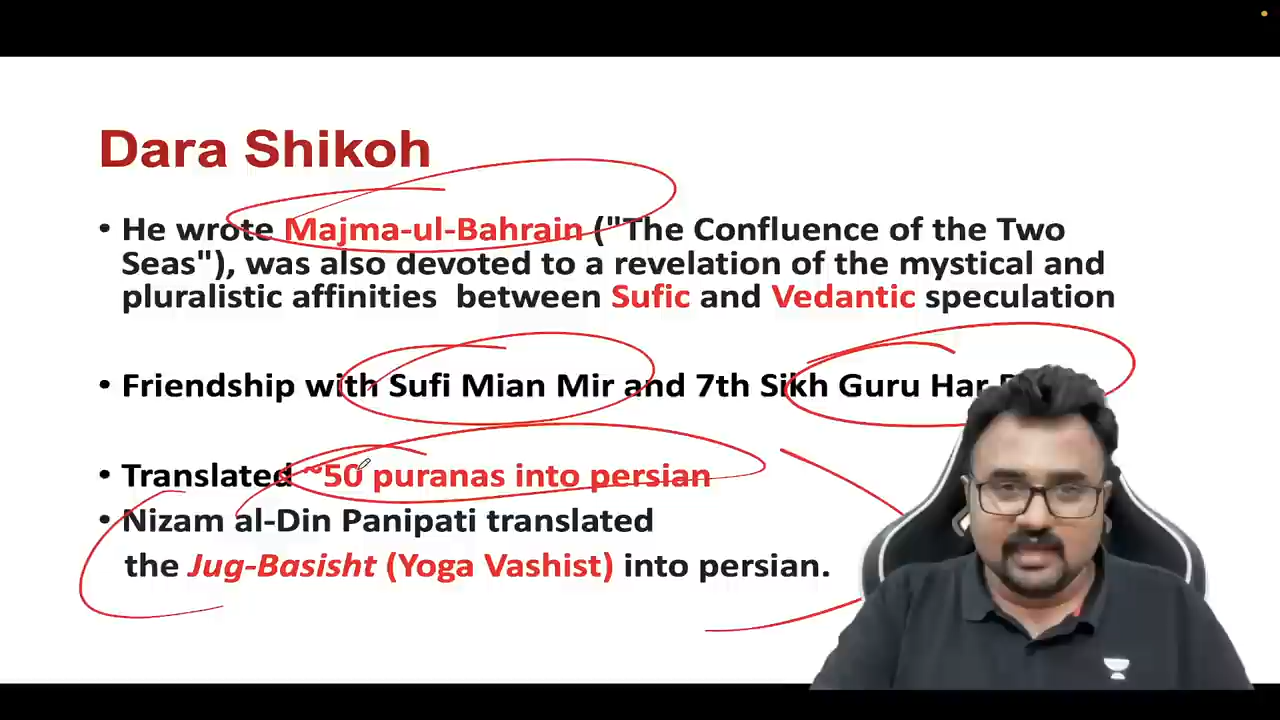 Dara Shikoh
• He wrote Majma-ul-Bahrain ("The Confluence of the Two
Seas"), was also devoted to a revelation of the mystical and
pluralistic affinities between Sufic and Vedantic speculation
• Friendship with Sufi Mian Mir and 7th Sikh Guru Har
• Translated ~50 puranas into persian
• Nizam al-Din Panipati translated
the Jug-Basisht (Yoga Vashist) into persian.